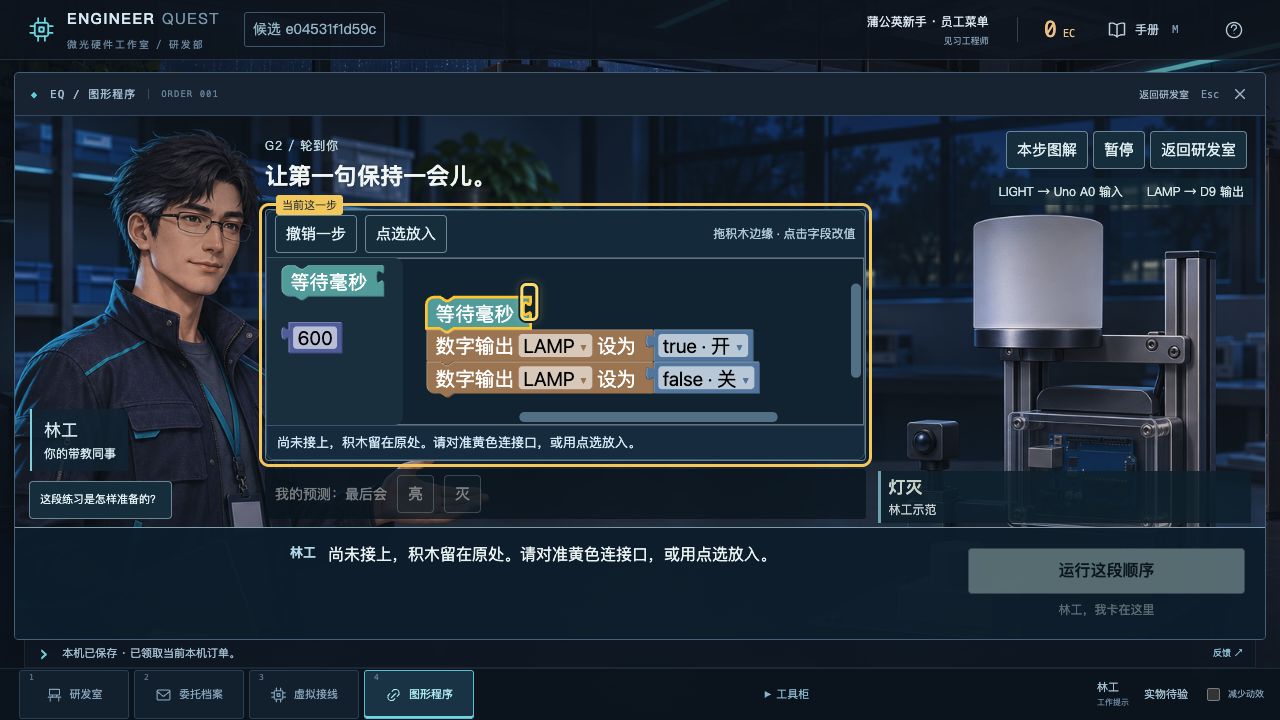 ENGINEER QUEST
微光硬件工作室 / 研发部
候选 e04531f1d59c
蒲公英新手 · 员工菜单
见习工程师
0 EC
手册 M
?
EQ / 图形程序 | ORDER 001
返回研发室 Esc
G2 / 轮到你
让第一句保持一会儿。
本步图解
暂停
返回研发室
LIGHT → Uno A0 输入
LAMP → D9 输出
当前这一步
撤销一步
点选放入
拖积木边缘 · 点击字段改值
等待毫秒
600
等待毫秒
数字输出 LAMP 设为 true · 开
数字输出 LAMP 设为 false · 关
尚未接上，积木留在原处。请对准黄色连接口，或用点选放入。
林工
你的带教同事
这段练习是怎样准备的?
我的预测：最后会 亮 灭
灯灭
林工示范
林工 尚未接上，积木留在原处。请对准黄色连接口，或用点选放入。
运行这段顺序
林工，我卡在这里
本机已保存 · 已领取当前本机订单。
反馈 ↗
1 研发室
2 委托档案
3 虚拟接线
4 图形程序
工具柜
林工
工作提示
实物待验
减少动效